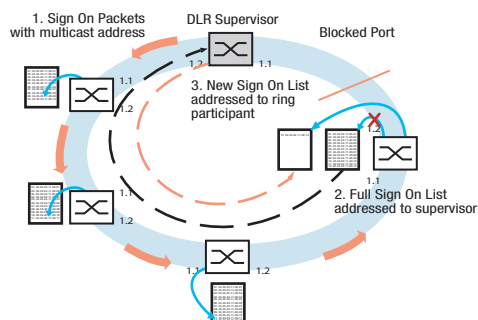 1. Sign On Packets
with multicast address
DLR Supervisor
Blocked Port
1.2
1.1
3. New Sign On List
addressed to ring
participant
1.1
1.2
1.2
1.1
2. Full Sign On List
addressed to supervisor
1.1
1.2
1.1
1.2